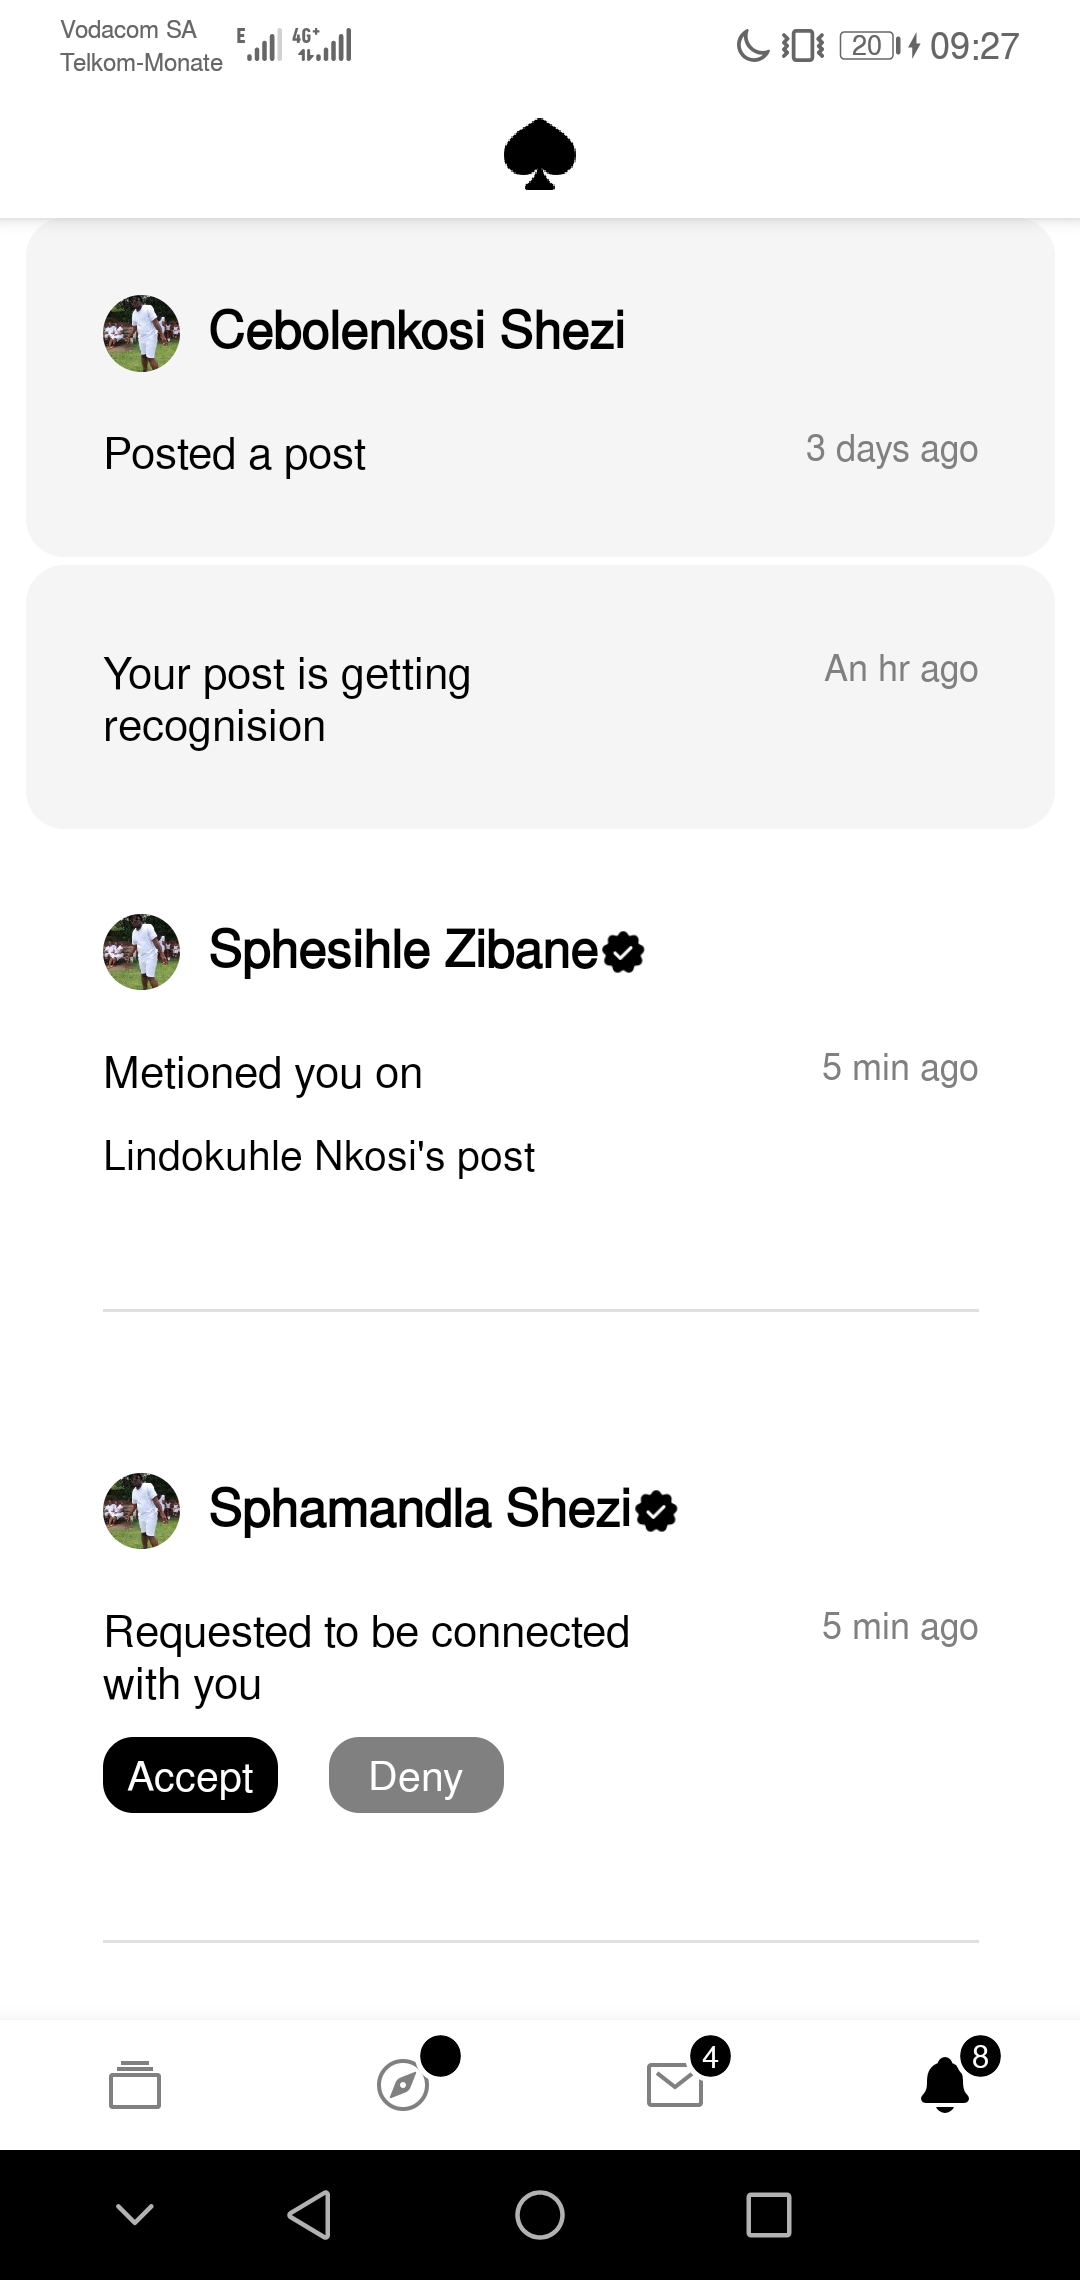 Vodacom SA
Telkom-Monate
E
4G+
20
09:27
Cebolenkosi Shezi
Posted a post
3 days ago
Your post is getting
recognision
An hr ago
Sphesihle Zibane
Metioned you on
5 min ago
Lindokuhle Nkosi's post
Sphamandla Shezi
Requested to be connected
with you
5 min ago
Accept
Deny
4
8